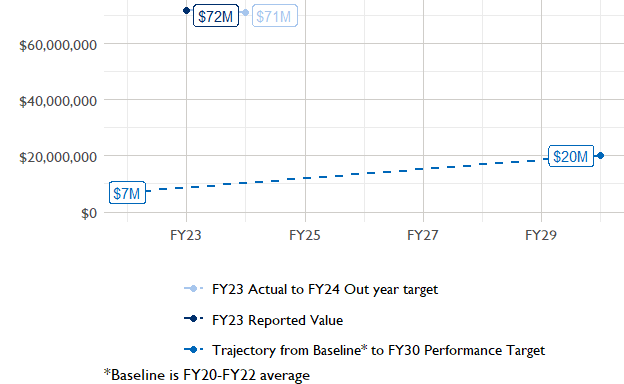 $72M
$71M
$60,000,000
$40,000,000
$20,000,000
$20M
$7M
$0
FY23
FY25
FY27
FY29
FY23 Actual to FY24 Out year target
FY23 Reported Value
Trajectory from Baseline* to FY30 Performance Target
*Baseline is FY20-FY22 average